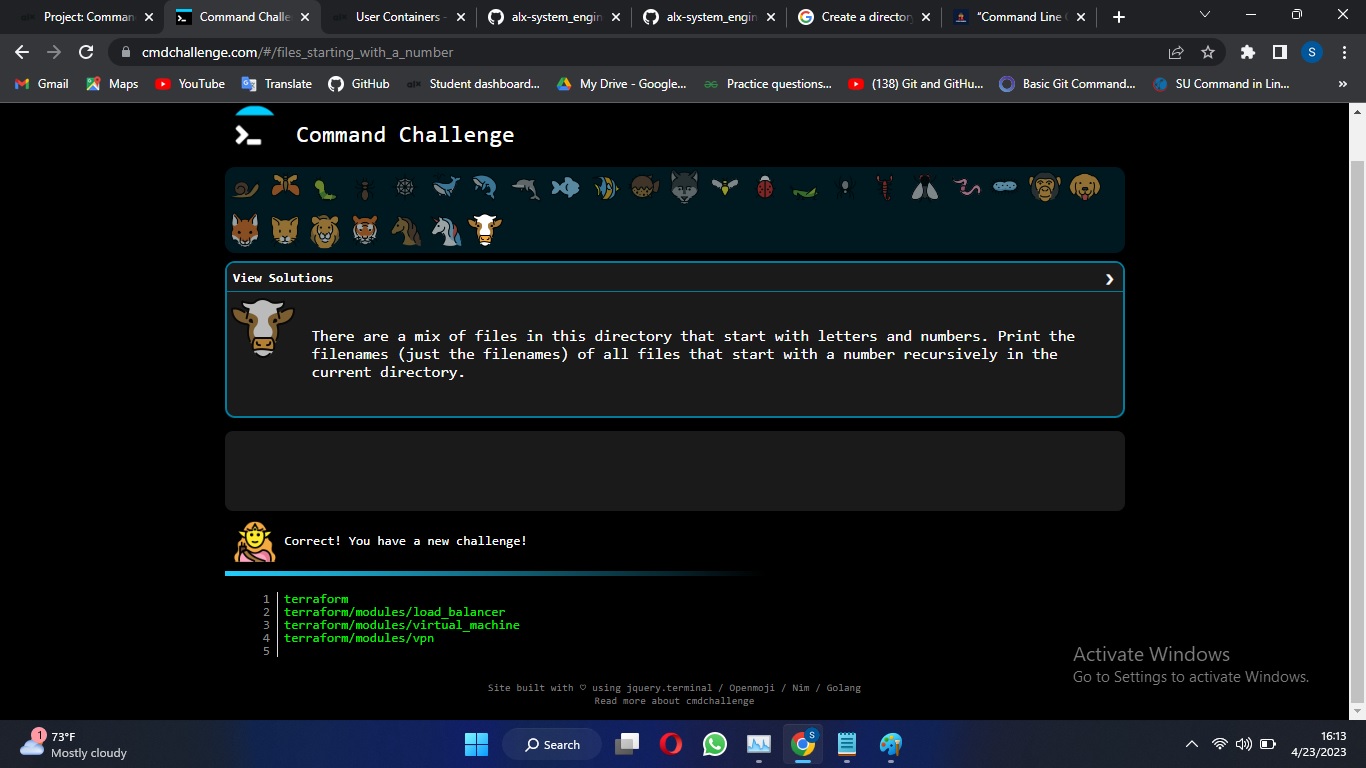 Project: Comman
Command Challe
User Containers -
alx-system_engin
alx-system_engin
Create a directory
"Command Line
cmdchallenge.com/#/files_starting_with_a_number
S
Gmail
Maps
YouTube
Translate
GitHub
Student dashboard...
My Drive - Google...
Practice questions...
(138) Git and GitHu...
Basic Git Command...
SU Command in Lin...
»
Command Challenge
View Solutions
There are a mix of files in this directory that start with letters and numbers. Print the
filenames (just the filenames) of all files that start with a number recursively in the
current directory.
Correct! You have a new challenge!
1 terraform
2 terraform/modules/load_balancer
3 terraform/modules/virtual_machine
4 terraform/modules/vpn
5
Activate Windows
Go to Settings to activate Windows.
Site built with ♡ using jquery.terminal / Openmoji / Nim / Golang
Read more about cmdchallenge
1
73°F
Mostly cloudy
Search
S
16:13
4/23/2023